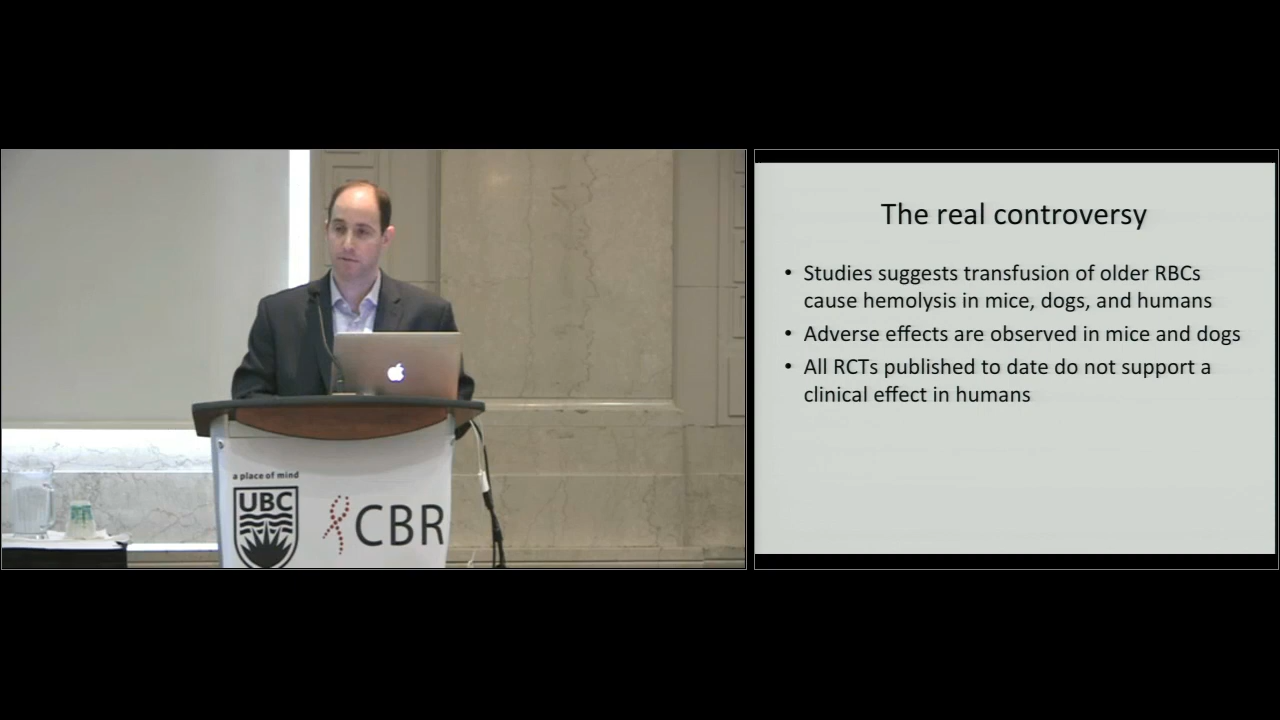 a place of mind
UBC
CBR
The real controversy
• Studies suggests transfusion of older RBCs
cause hemolysis in mice, dogs, and humans
• Adverse effects are observed in mice and dogs
• All RCTs published to date do not support a
clinical effect in humans